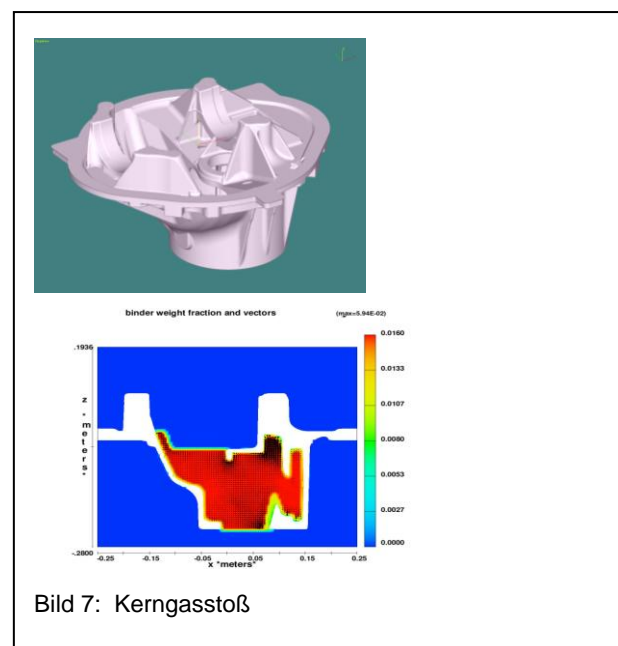 binder weight fraction and vectors
(max=5.94E-02)
0.0160
0.0133
0.0107
0.0080
0.0053
0.0027
0.0000
.1936
z "meters"
-.2800
-0.25 -0.15 -0.05 0.05 0.15 0.25
x "meters"
Bild 7: Kerngasstoß